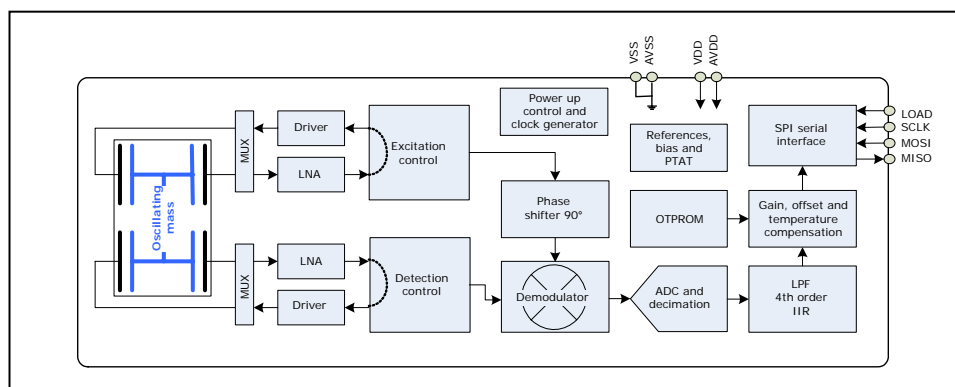 VSS
AVSS
VDD
AVDD
Power up
control and
clock generator
References,
bias and
PTAT
SPI serial
interface
LOAD
SCLK
MOSI
MISO
MUX
Driver
LNA
Excitation
control
Phase
shifter 90°
OTPROM
Gain, offset and
temperature
compensation
Oscillating
mass
MUX
LNA
Driver
Detection
control
Demodulator
ADC and
decimation
LPF
4th order
IIR